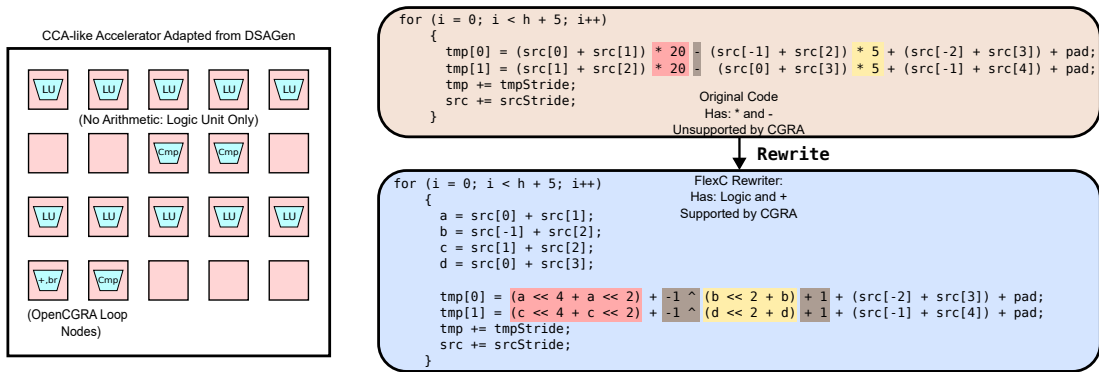 CCA-like Accelerator Adapted from DSAGen
LU LU LU LU LU
(No Arithmetic: Logic Unit Only)
Cmp Cmp
LU LU LU LU LU
+,br Cmp
(OpenCGRA Loop
Nodes)
for (i = 0; i < h + 5; i++)
{
tmp[0] = (src[0] + src[1]) * 20 - (src[-1] + src[2]) * 5 + (src[-2] + src[3]) + pad;
tmp[1] = (src[1] + src[2]) * 20 - (src[0] + src[3]) * 5 + (src[-1] + src[4]) + pad;
tmp += tmpStride;
src += srcStride;
}
Original Code
Has: * and -
Unsupported by CGRA
Rewrite
for (i = 0; i < h + 5; i++)
{
a = src[0] + src[1];
b = src[-1] + src[2];
c = src[1] + src[2];
d = src[0] + src[3];
FlexC Rewriter:
Has: Logic and +
Supported by CGRA
tmp[0] = (a << 4 + a << 2) + -1 ^ (b << 2 + b) + 1 + (src[-2] + src[3]) + pad;
tmp[1] = (c << 4 + c << 2) + -1 ^ (d << 2 + d) + 1 + (src[-1] + src[4]) + pad;
tmp += tmpStride;
src += srcStride;
}